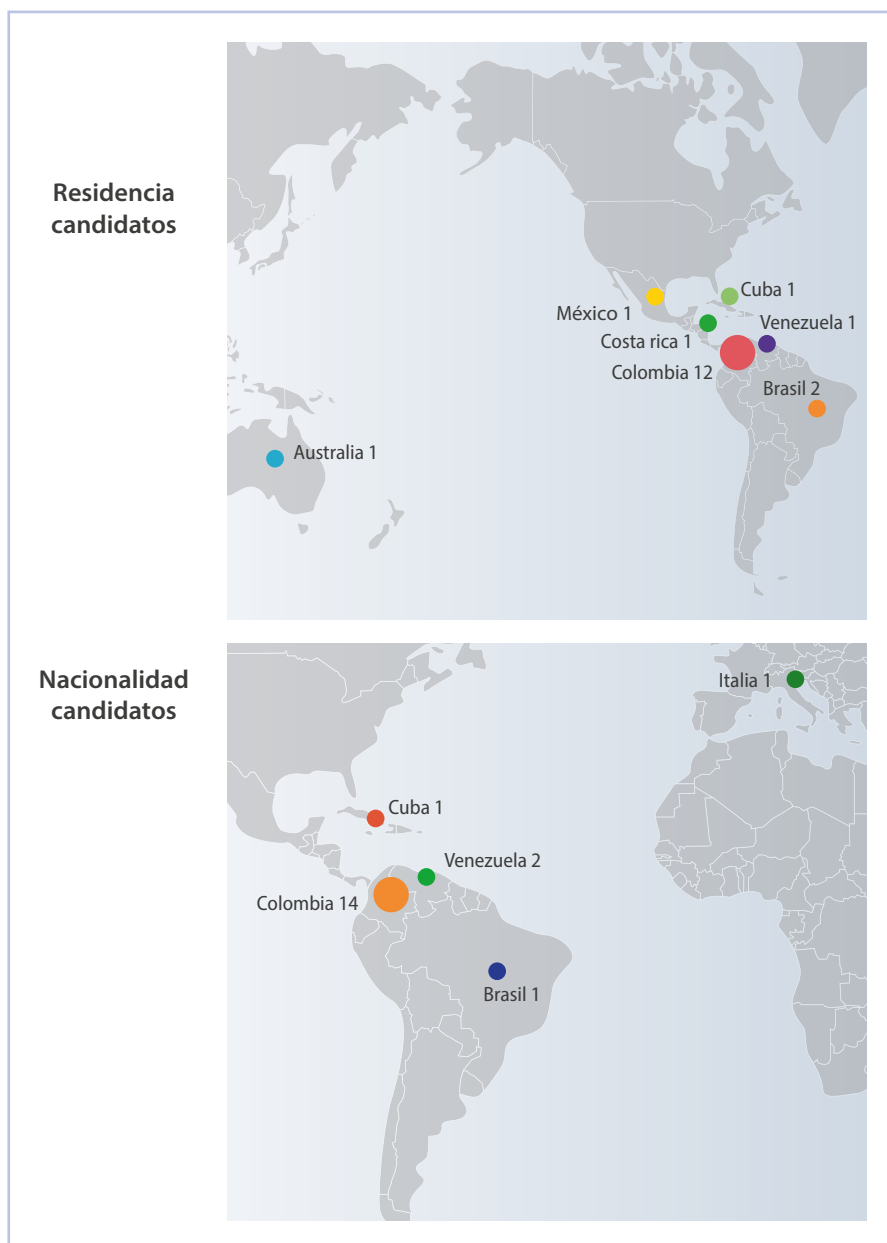 Residencia
candidatos
Cuba 1
México 1
Venezuela 1
Costa rica 1
Colombia 12
Brasil 2
Australia 1
Nacionalidad
candidatos
Italia 1
Cuba 1
Venezuela 2
Colombia 14
Brasil 1